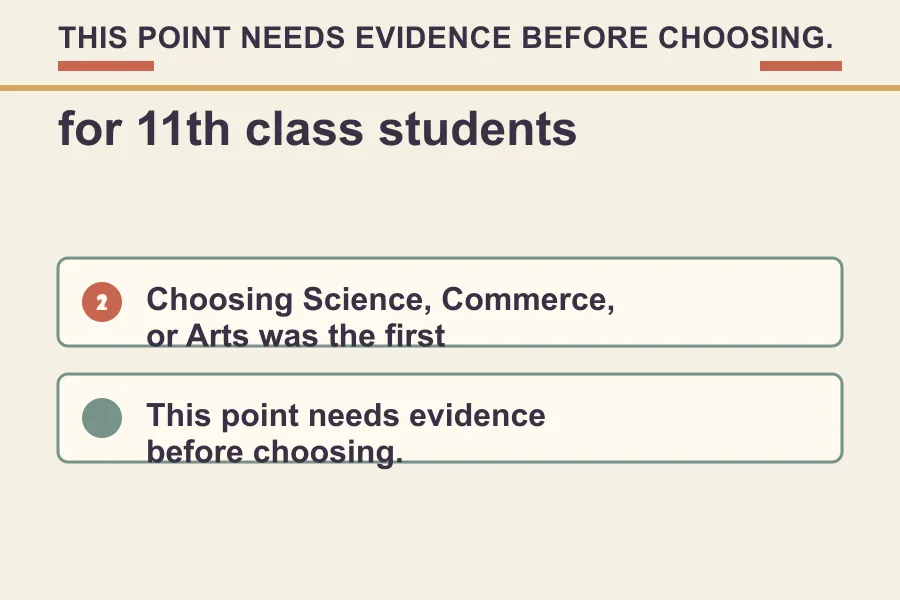 THIS POINT NEEDS EVIDENCE BEFORE CHOOSING.
for 11th class students
2
Choosing Science, Commerce,
or Arts was the first
This point needs evidence
before choosing.